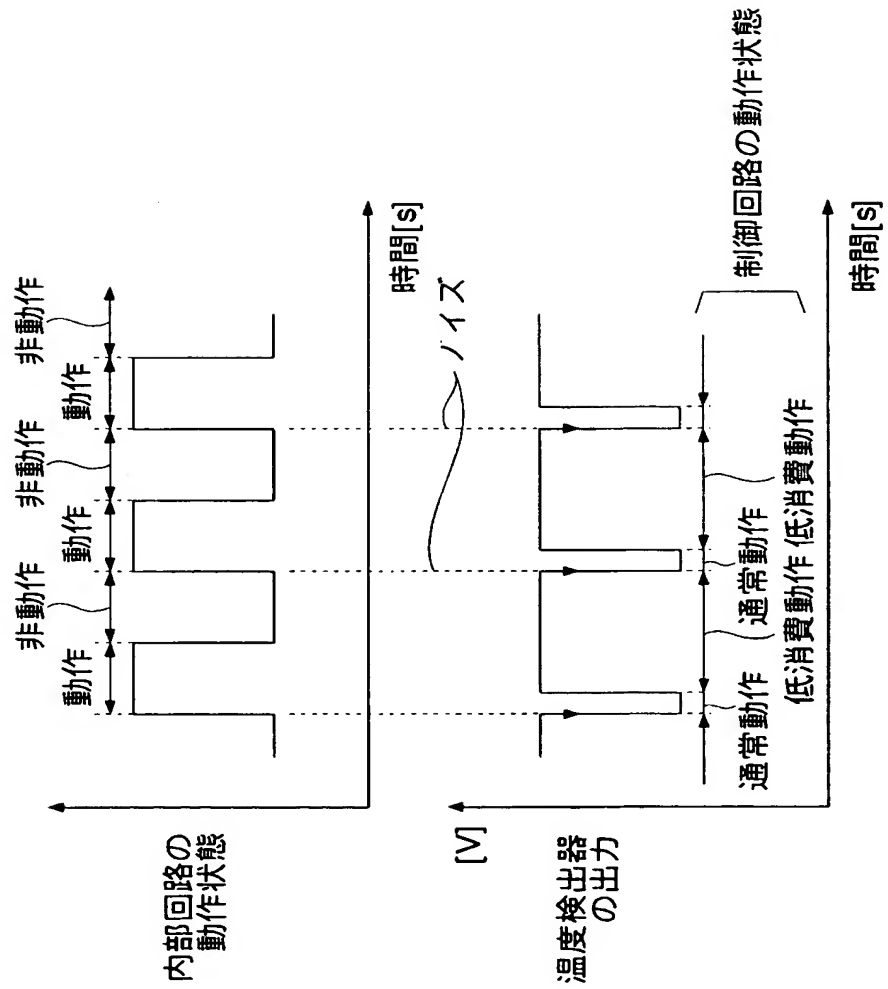 内部回路の
動作状態
動作
非動作
動作
非動作
動作
非動作
時間[s]
ノイズ
[V]
温度検出器
の出力
通常動作
低消費動作
通常動作
低消費動作
制御回路の動作状態
時間[s]